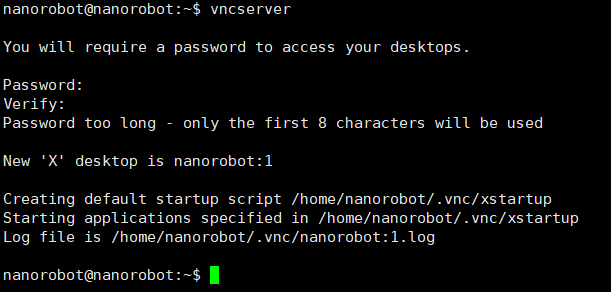 nanorobot@nanorobot:~$ vncserver
You will require a password to access your desktops.
Password:
Verify:
Password too long - only the first 8 characters will be used
New 'X' desktop is nanorobot:1
Creating default startup script /home/nanorobot/.vnc/xstartup
Starting applications specified in /home/nanorobot/.vnc/xstartup
Log file is /home/nanorobot/.vnc/nanorobot:1.log
nanorobot@nanorobot:~$